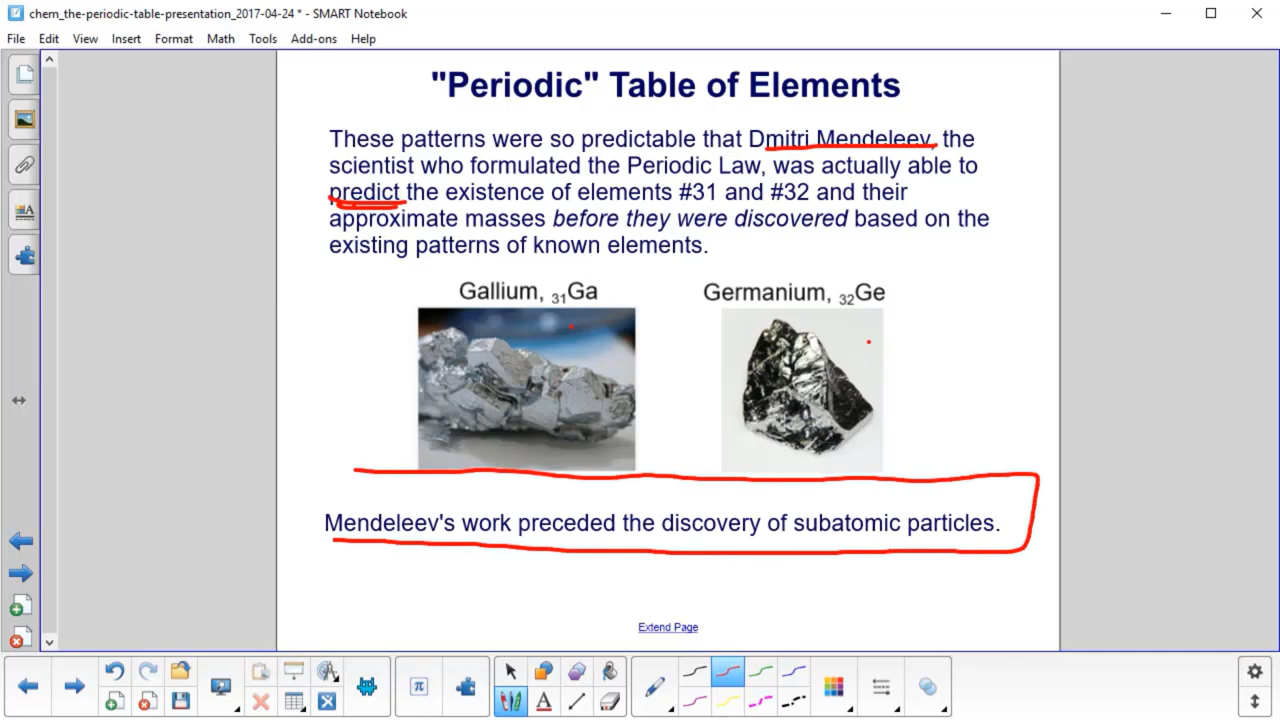 chem_the-periodic-table-presentation_2017-04-24 * - SMART Notebook
File Edit View Insert Format Math Tools Add-ons Help
"Periodic" Table of Elements
These patterns were so predictable that Dmitri Mendeleev, the
scientist who formulated the Periodic Law, was actually able to
predict the existence of elements #31 and #32 and their
approximate masses before they were discovered based on the
existing patterns of known elements.
Gallium, ₃₁Ga Germanium, ₃₂Ge
Mendeleev's work preceded the discovery of subatomic particles.
Extend Page